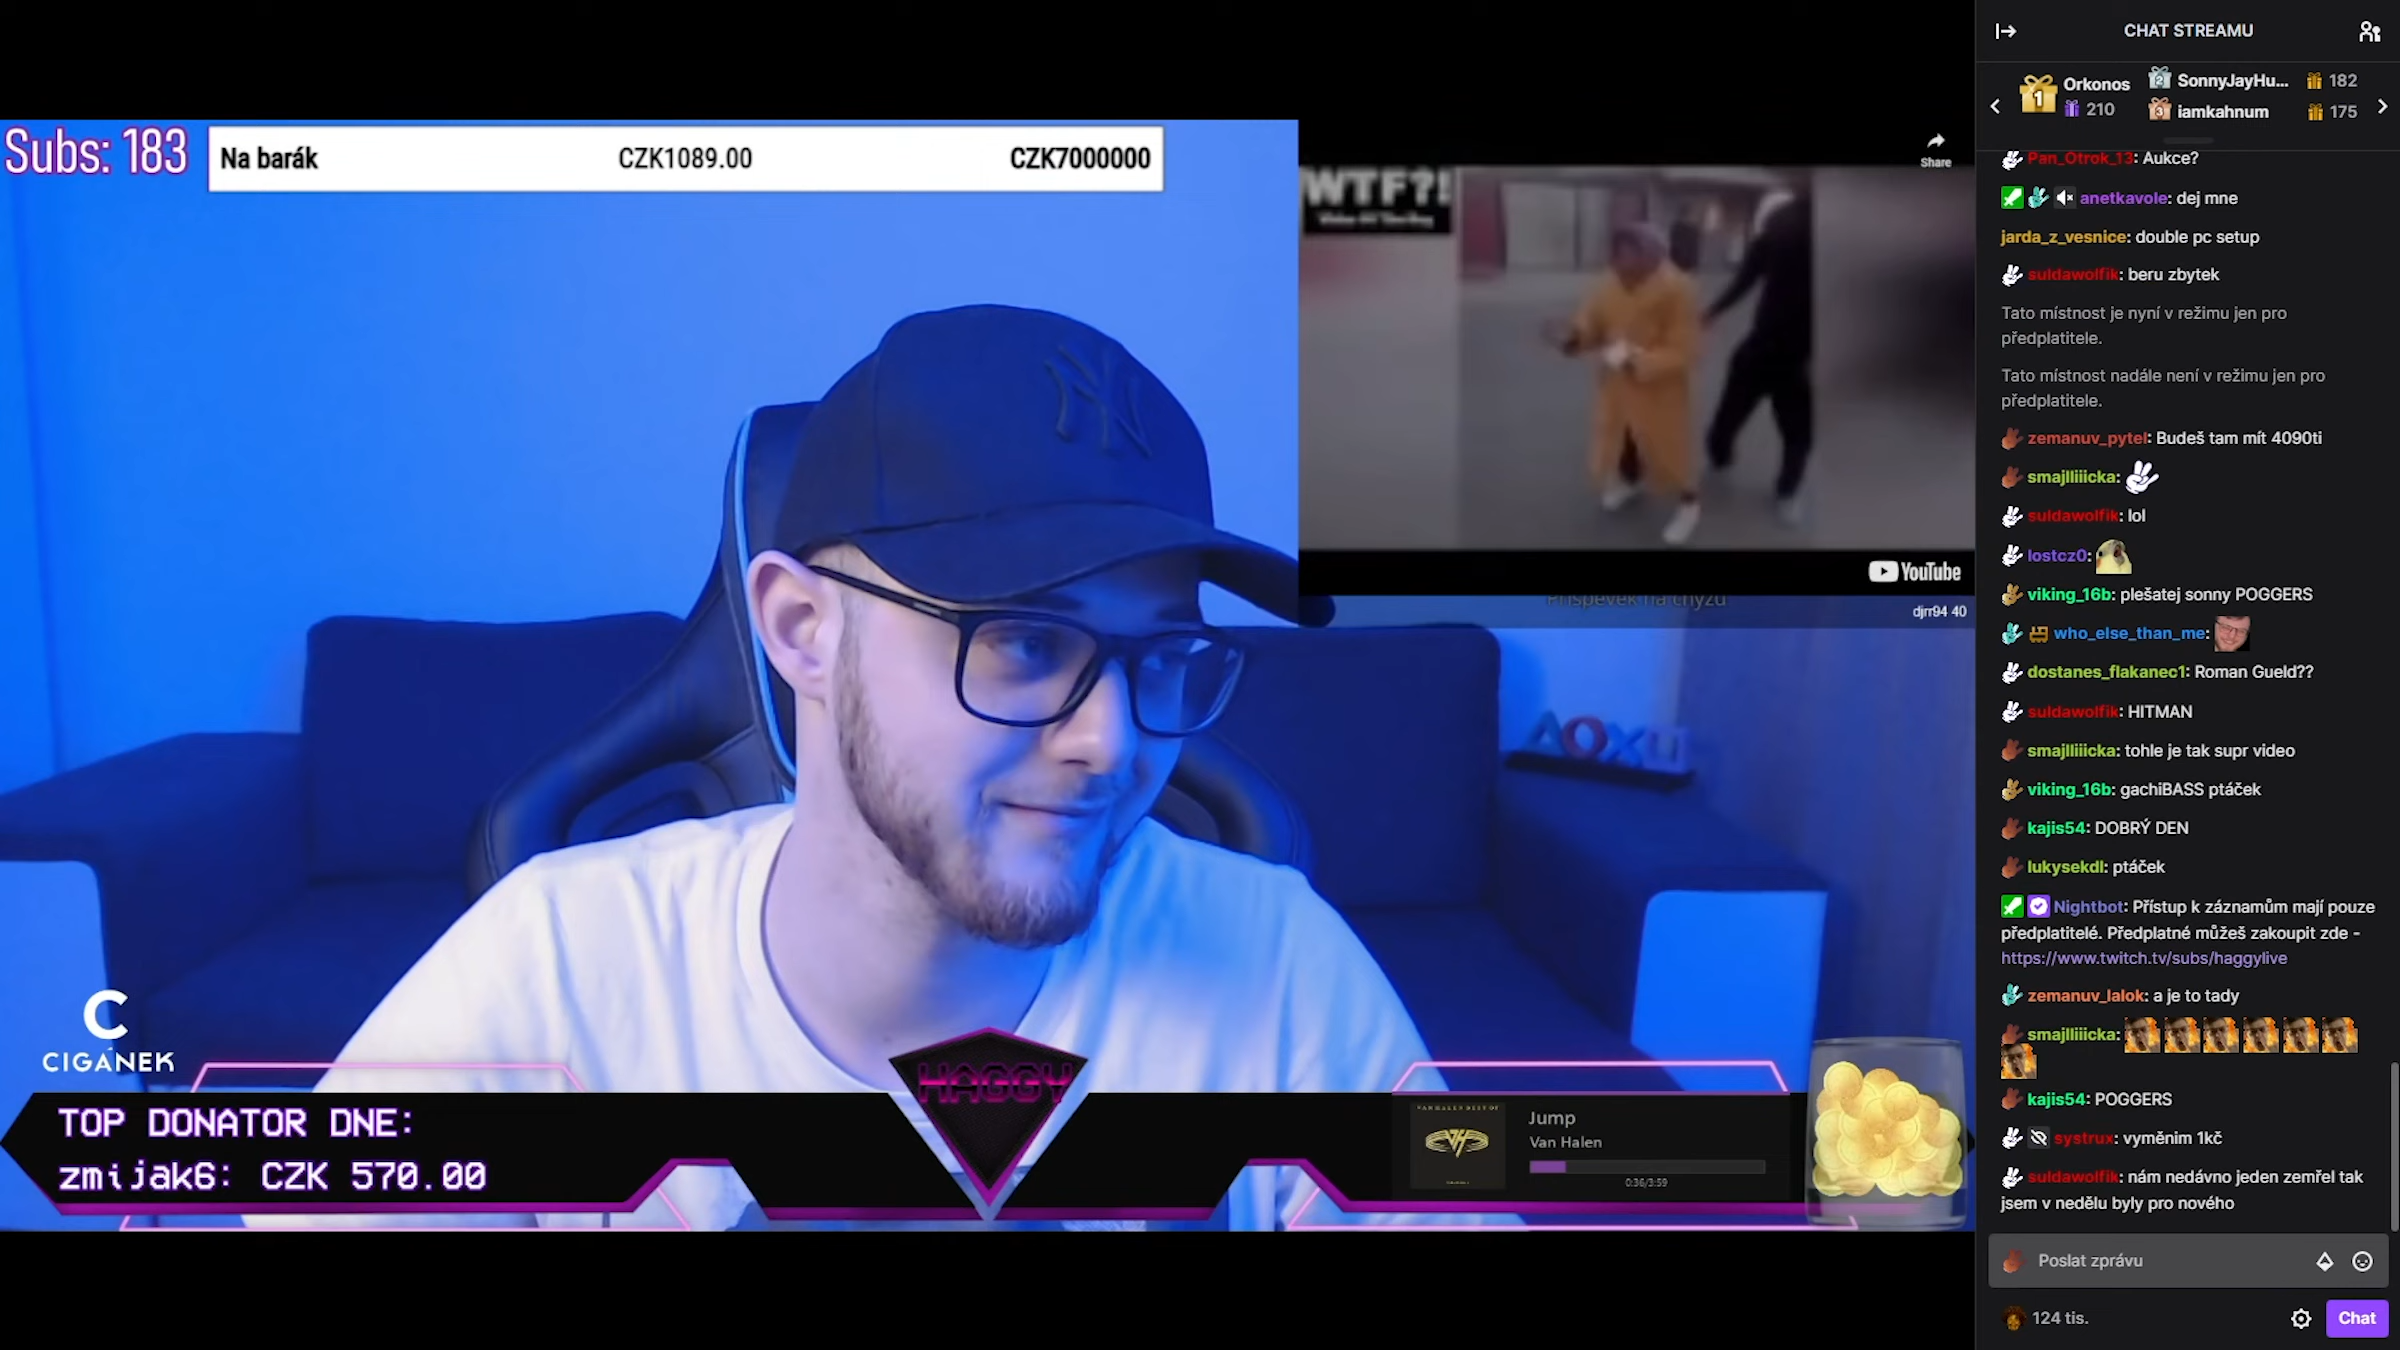 Subs: 183
Na barák CZK1089.00 CZK7000000
Share
WTF?!
YouTube
djrr94 40
CIGÁNEK
HAGGY
TOP DONATOR DNE:
zmijak6: CZK 570.00
Jump
Van Halen
0:36/3:59
CHAT STREAMU
1 Orkonos 210
2 SonnyJayHu... 182
3 iamkahnum 175
Pan_Otrok_13: Aukce?
anetkavole: dej mne
jarda_z_vesnice: double pc setup
suldawolfik: beru zbytek
Tato místnost je nyní v režimu jen pro
předplatitele.
Tato místnost nadále není v režimu jen pro
předplatitele.
zemanuv_pytel: Budeš tam mít 4090ti
smajlliiicka:
suldawolfik: lol
lostcz0:
viking_16b: plešatej sonny POGGERS
who_else_than_me:
dostanes_flakanec1: Roman Gueld??
suldawolfik: HITMAN
smajlliiicka: tohle je tak supr video
viking_16b: gachiBASS ptáček
kajis54: DOBRÝ DEN
lukysekdl: ptáček
Nightbot: Přístup k záznamům mají pouze
předplatitelé. Předplatné můžeš zakoupit zde -
https://www.twitch.tv/subs/haggylive
zemanuv_lalok: a je to tady
smajlliiicka:
kajis54: POGGERS
systrux: vyměnim 1kč
suldawolfik: nám nedávno jeden zemřel tak
jsem v nedělu byly pro nového
Poslat zprávu
124 tis.
Chat